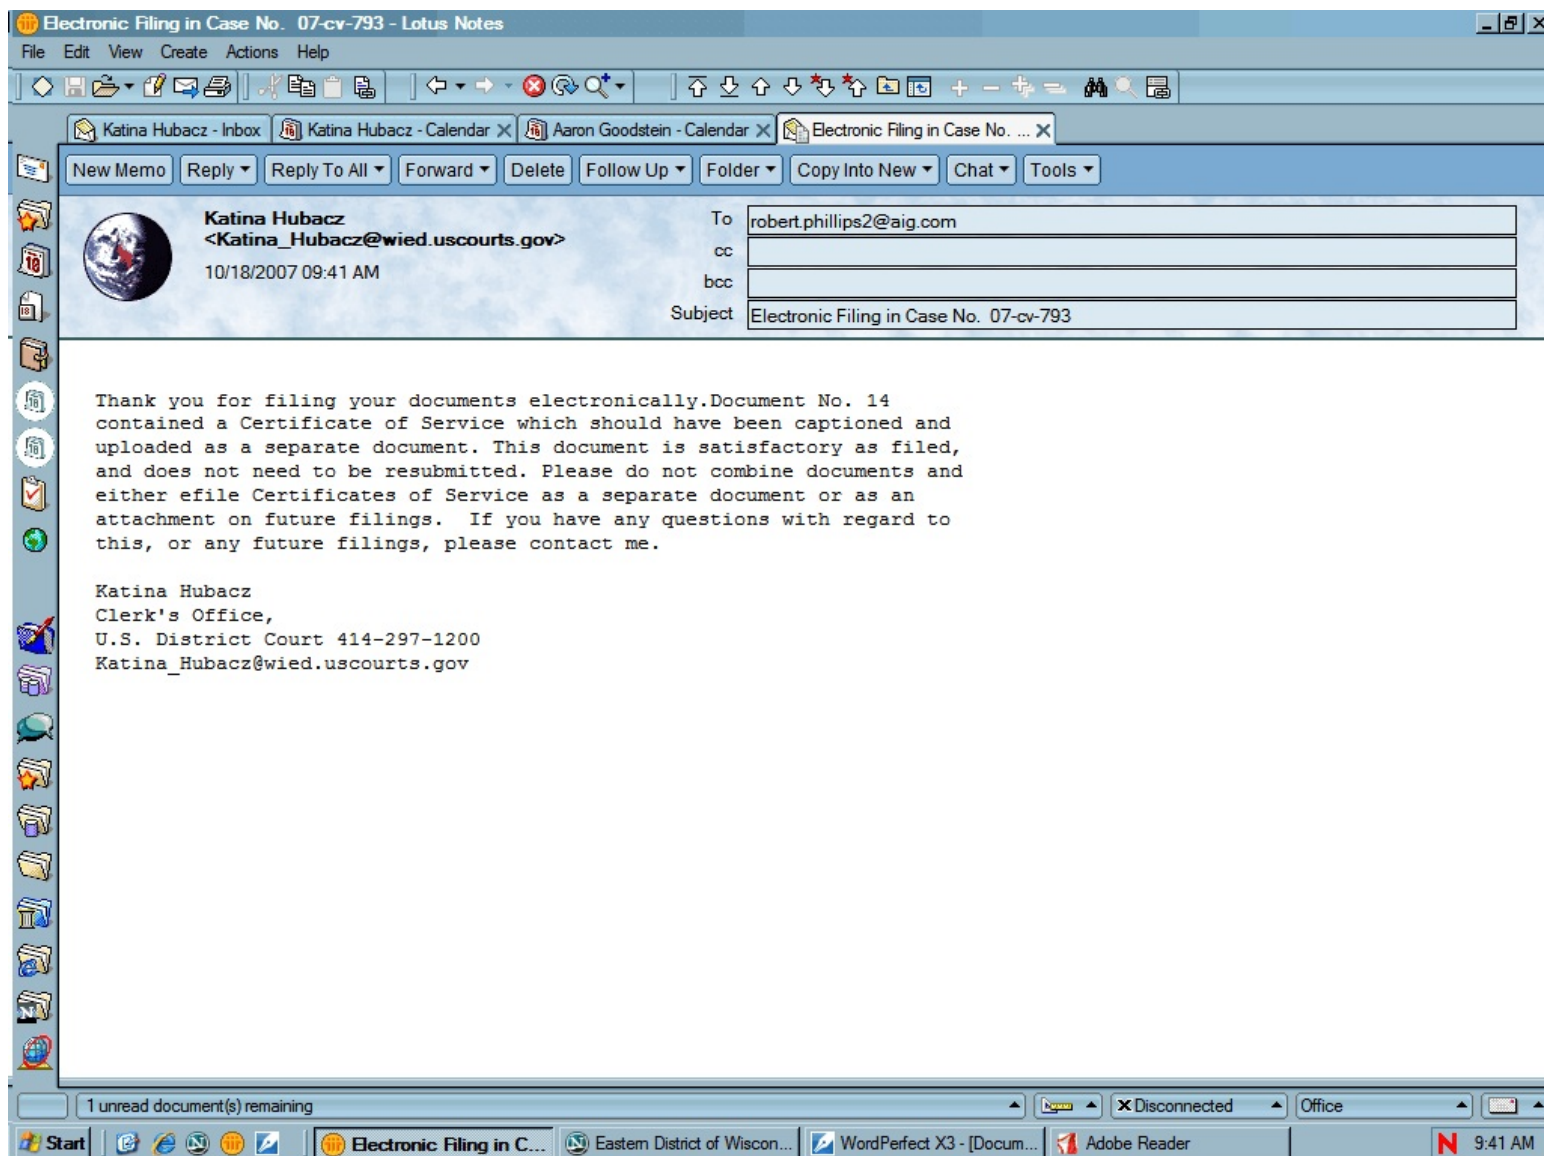 Electronic Filing in Case No. 07-cv-793 - Lotus Notes
File Edit View Create Actions Help
Katina Hubacz - Inbox Katina Hubacz - Calendar Aaron Goodstein - Calendar Electronic Filing in Case No. ...
New Memo Reply Reply To All Forward Delete Follow Up Folder Copy Into New Chat Tools
Katina Hubacz
<Katina_Hubacz@wied.uscourts.gov>
10/18/2007 09:41 AM
To robert.phillips2@aig.com
cc
bcc
Subject Electronic Filing in Case No. 07-cv-793
Thank you for filing your documents electronically.Document No. 14
contained a Certificate of Service which should have been captioned and
uploaded as a separate document. This document is satisfactory as filed,
and does not need to be resubmitted. Please do not combine documents and
either efile Certificates of Service as a separate document or as an
attachment on future filings.  If you have any questions with regard to
this, or any future filings, please contact me.
Katina Hubacz
Clerk's Office,
U.S. District Court 414-297-1200
Katina_Hubacz@wied.uscourts.gov
1 unread document(s) remaining Disconnected Office
Start Electronic Filing in C... Eastern District of Wiscon... WordPerfect X3 - [Docum... Adobe Reader N 9:41 AM